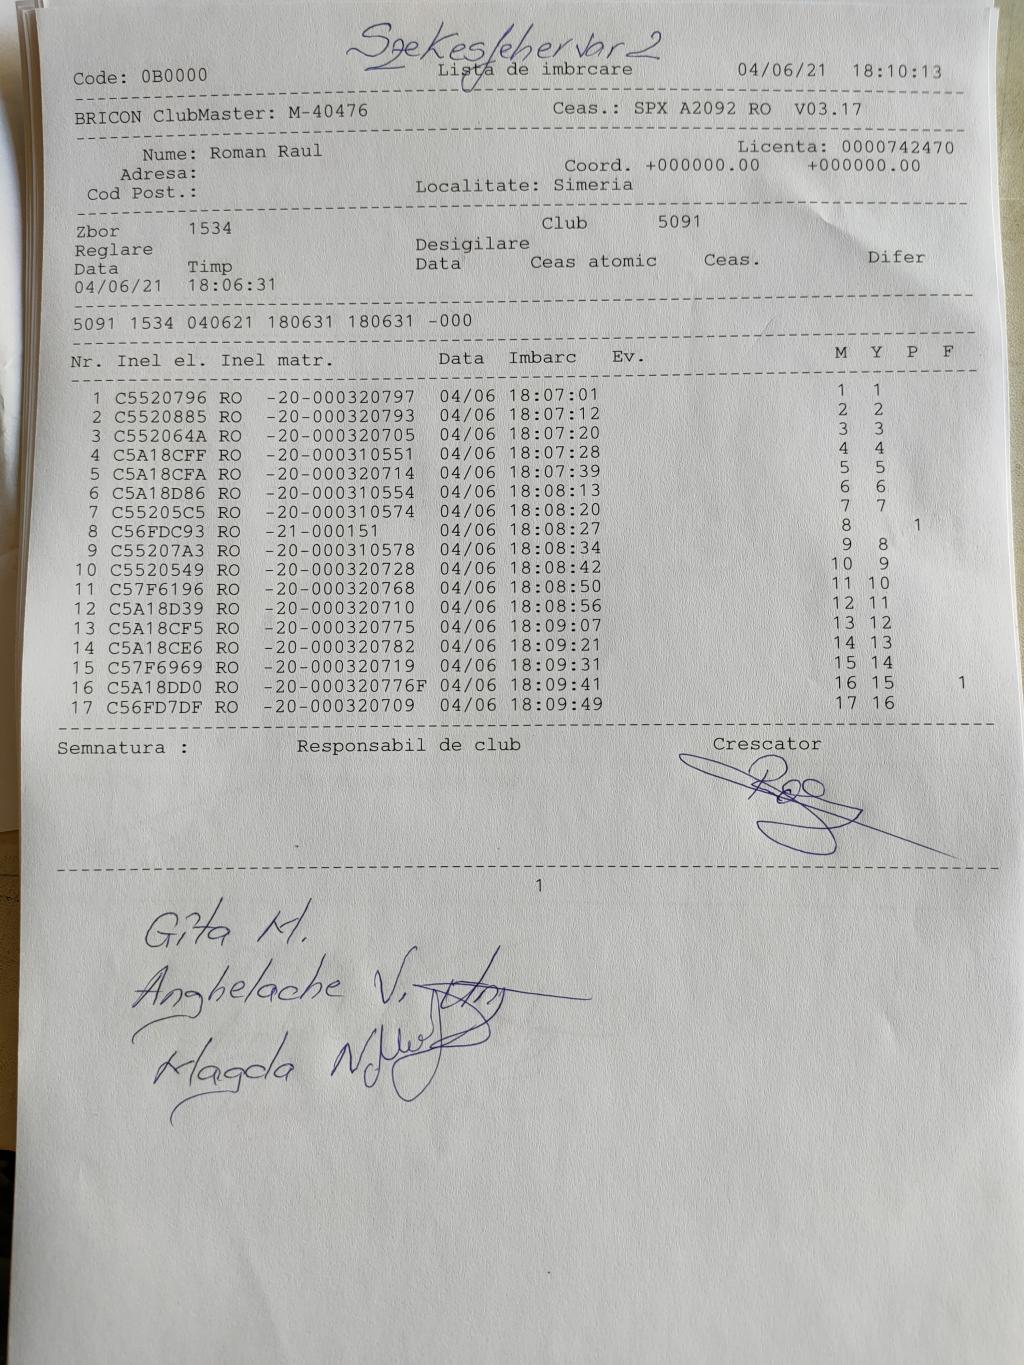 Szekesfehervar 2
Code: 0B0000 Lista de imbrcare 04/06/21 18:10:13
BRICON ClubMaster: M-40476 Ceas.: SPX A2092 RO V03.17
Nume: Roman Raul Licenta: 0000742470
Adresa: Coord. +000000.00 +000000.00
Cod Post.: Localitate: Simeria
Zbor 1534 Club 5091
Reglare Desigilare
Data Timp Data Ceas atomic Ceas. Difer
04/06/21 18:06:31
5091 1534 040621 180631 180631 -000
Nr. Inel el. Inel matr. Data Imbarc Ev. M Y P F
1 C5520796 RO -20-000320797 04/06 18:07:01 1 1
2 C5520885 RO -20-000320793 04/06 18:07:12 2 2
3 C552064A RO -20-000320705 04/06 18:07:20 3 3
4 C5A18CFF RO -20-000310551 04/06 18:07:28 4 4
5 C5A18CFA RO -20-000320714 04/06 18:07:39 5 5
6 C5A18D86 RO -20-000310554 04/06 18:08:13 6 6
7 C55205C5 RO -20-000310574 04/06 18:08:20 7 7
8 C56FDC93 RO -21-000151 04/06 18:08:27 8 1
9 C55207A3 RO -20-000310578 04/06 18:08:34 9 8
10 C5520549 RO -20-000320728 04/06 18:08:42 10 9
11 C57F6196 RO -20-000320768 04/06 18:08:50 11 10
12 C5A18D39 RO -20-000320710 04/06 18:08:56 12 11
13 C5A18CF5 RO -20-000320775 04/06 18:09:07 13 12
14 C5A18CE6 RO -20-000320782 04/06 18:09:21 14 13
15 C57F6969 RO -20-000320719 04/06 18:09:31 15 14
16 C5A18DD0 RO -20-000320776F 04/06 18:09:41 16 15 1
17 C56FD7DF RO -20-000320709 04/06 18:09:49 17 16
Semnatura : Responsabil de club Crescator
1
Gîta M.
Anghelache V.
Magda N.